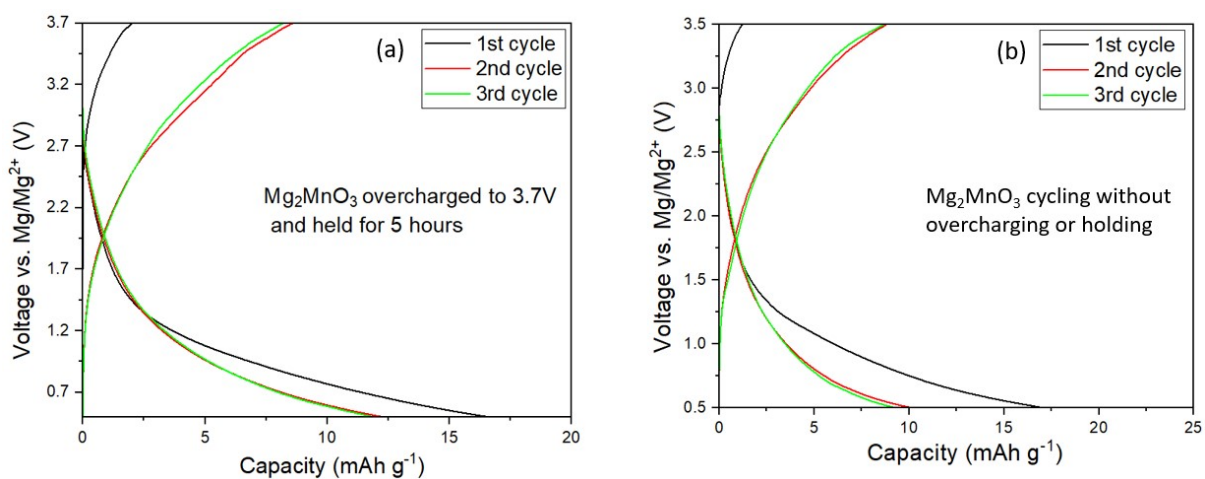 3.7
3.2
2.7
2.2
1.7
1.2
0.7
Voltage vs. Mg/Mg²⁺ (V)
(a)
1st cycle
2nd cycle
3rd cycle
Mg₂MnO₃ overcharged to 3.7V
and held for 5 hours
0 5 10 15 20
Capacity (mAh g⁻¹)
3.5
3.0
2.5
2.0
1.5
1.0
0.5
Voltage vs. Mg/Mg²⁺ (V)
(b)
1st cycle
2nd cycle
3rd cycle
Mg₂MnO₃ cycling without
overcharging or holding
0 5 10 15 20 25
Capacity (mAh g⁻¹)